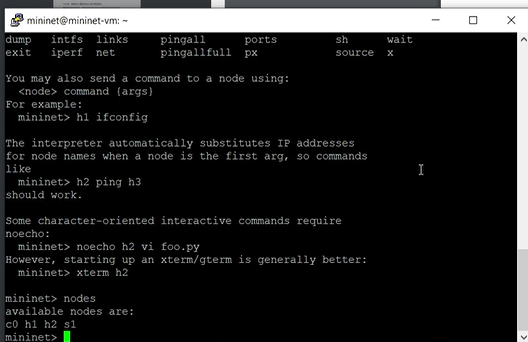 mininet@mininet-vm: ~
dump intfs links pingall ports sh wait
exit iperf net pingallfull px source x
You may also send a command to a node using:
<node> command {args}
For example:
mininet> h1 ifconfig
The interpreter automatically substitutes IP addresses
for node names when a node is the first arg, so commands
like
mininet> h2 ping h3
should work.
Some character-oriented interactive commands require
noecho:
mininet> noecho h2 vi foo.py
However, starting up an xterm/gterm is generally better:
mininet> xterm h2
mininet> nodes
available nodes are:
c0 h1 h2 s1
mininet>